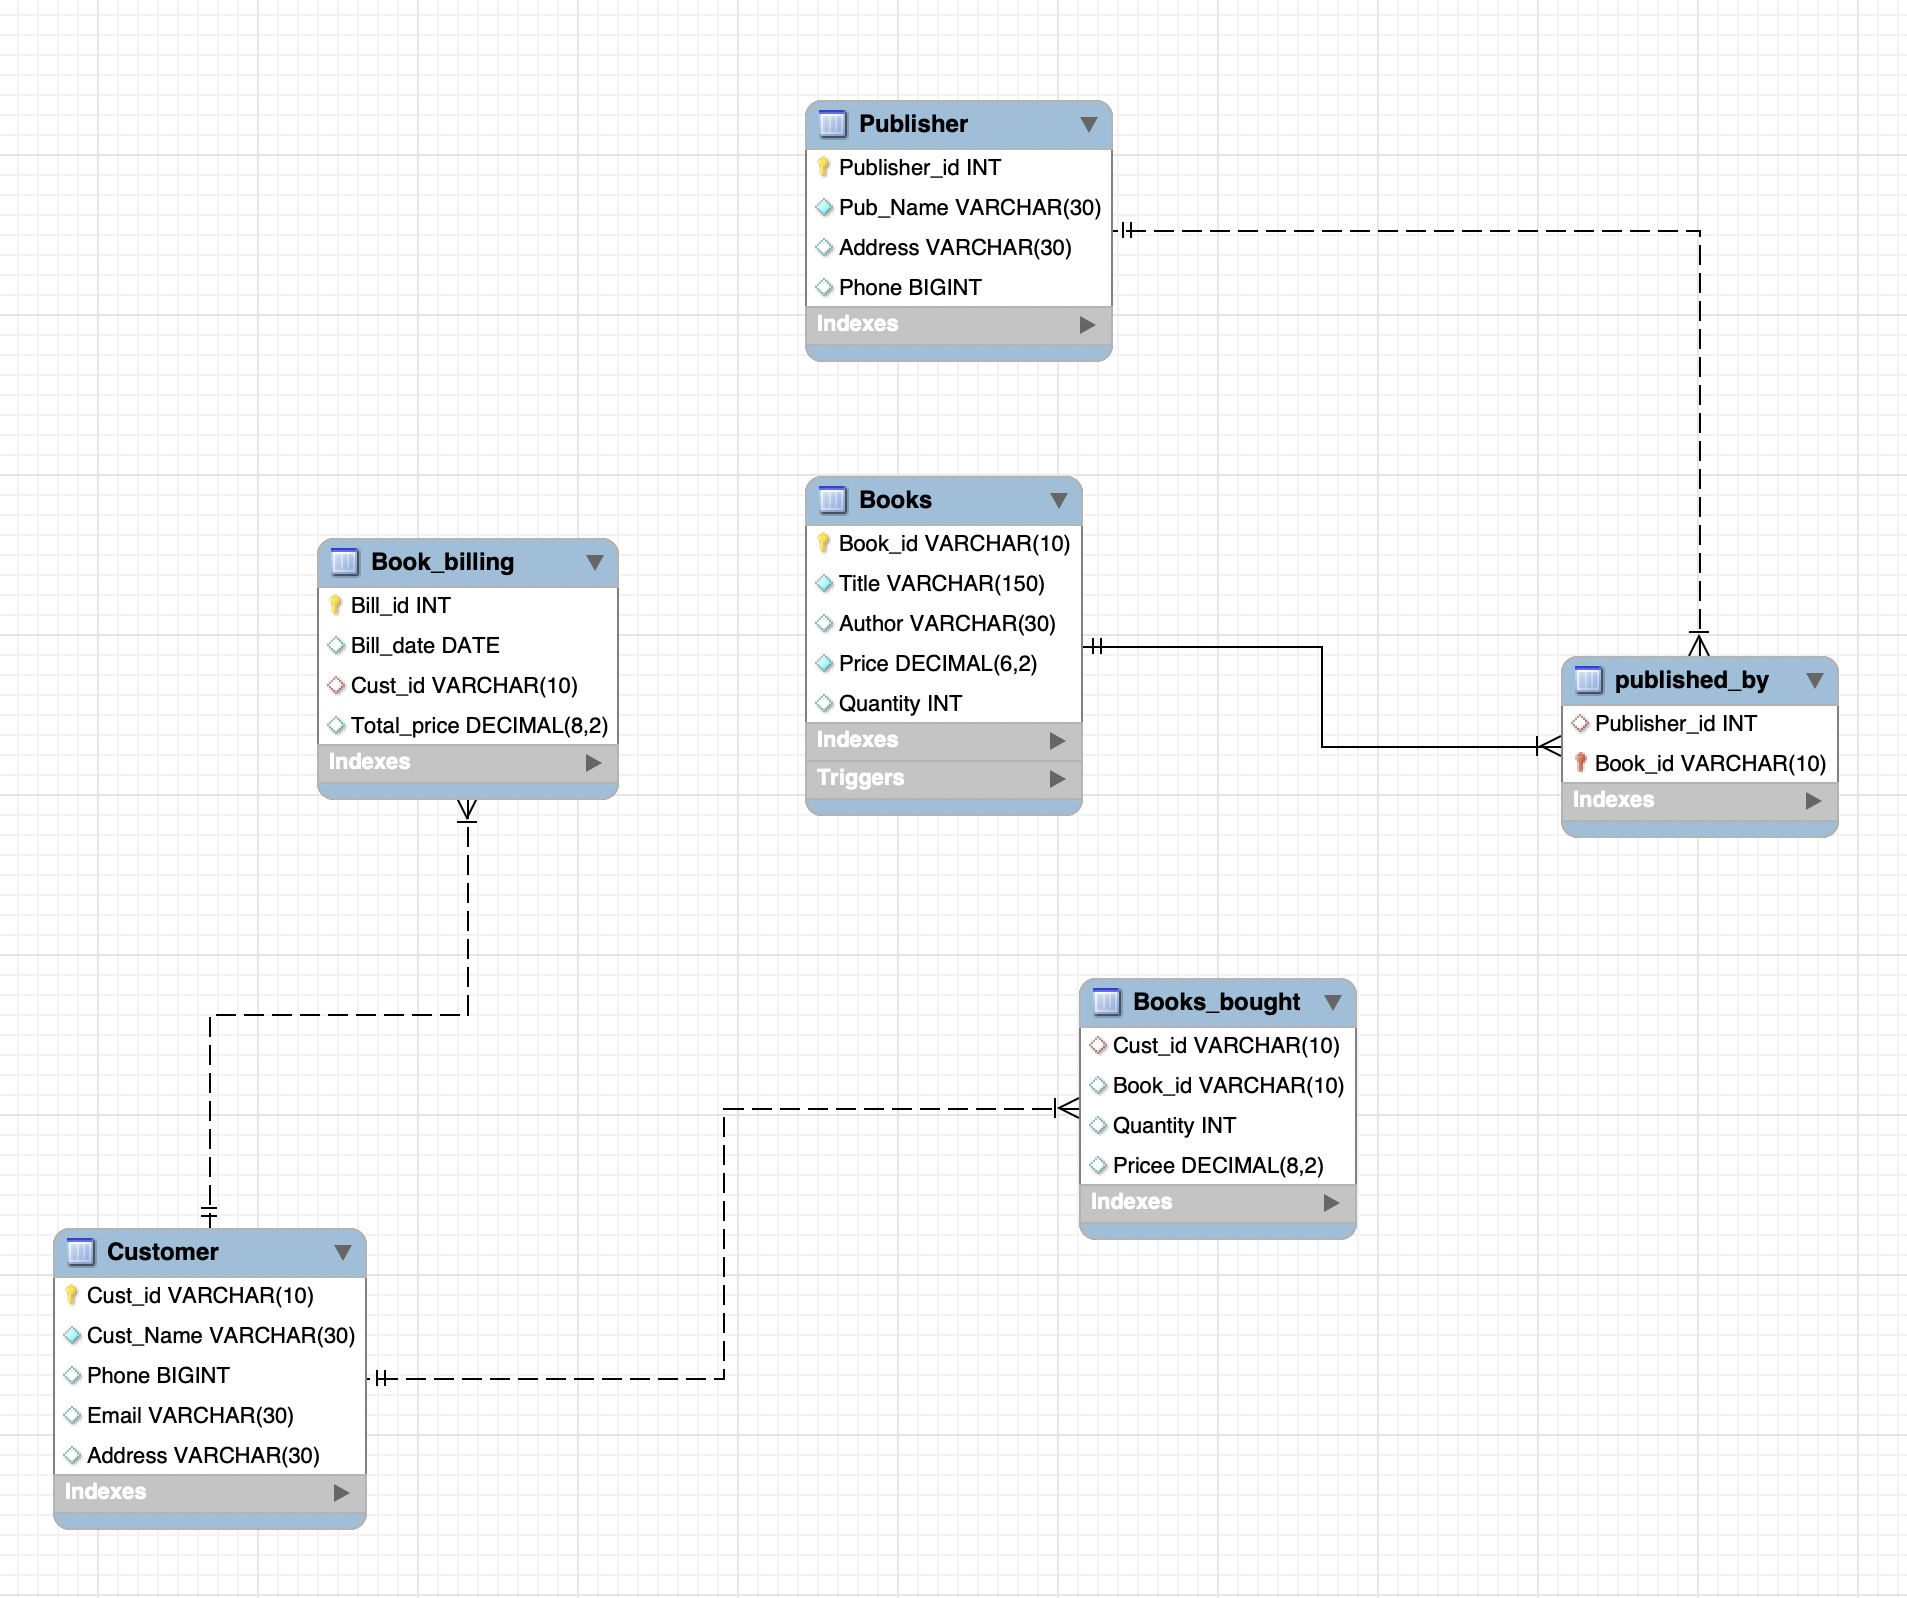 Publisher
Publisher_id INT
Pub_Name VARCHAR(30)
Address VARCHAR(30)
Phone BIGINT
Indexes
Books
Book_id VARCHAR(10)
Title VARCHAR(150)
Author VARCHAR(30)
Price DECIMAL(6,2)
Quantity INT
Indexes
Triggers
Book_billing
Bill_id INT
Bill_date DATE
Cust_id VARCHAR(10)
Total_price DECIMAL(8,2)
Indexes
published_by
Publisher_id INT
Book_id VARCHAR(10)
Indexes
Books_bought
Cust_id VARCHAR(10)
Book_id VARCHAR(10)
Quantity INT
Pricee DECIMAL(8,2)
Indexes
Customer
Cust_id VARCHAR(10)
Cust_Name VARCHAR(30)
Phone BIGINT
Email VARCHAR(30)
Address VARCHAR(30)
Indexes